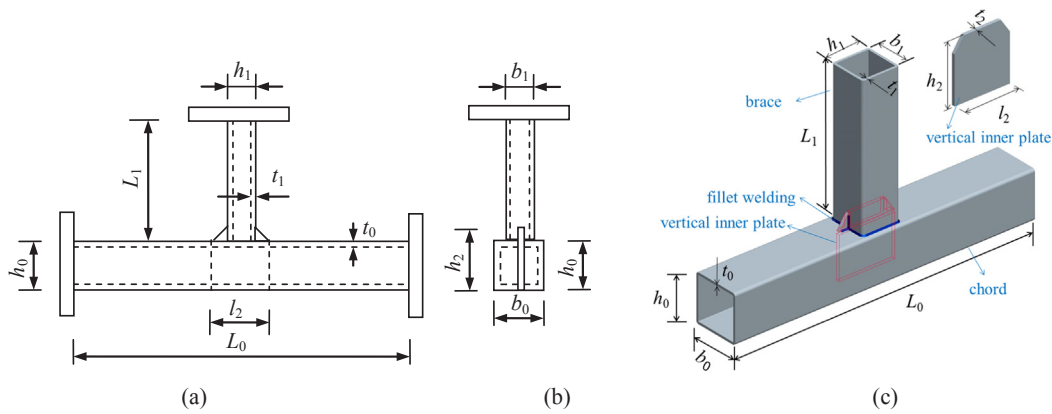 h1
L1
t1
t0
h0
l2
L0
(a)
b1
h2
h0
b0
(b)
h1
b1
t1
brace
L1
t2
h2
l2
vertical inner plate
fillet welding
vertical inner plate
t0
h0
b0
L0
chord
(c)